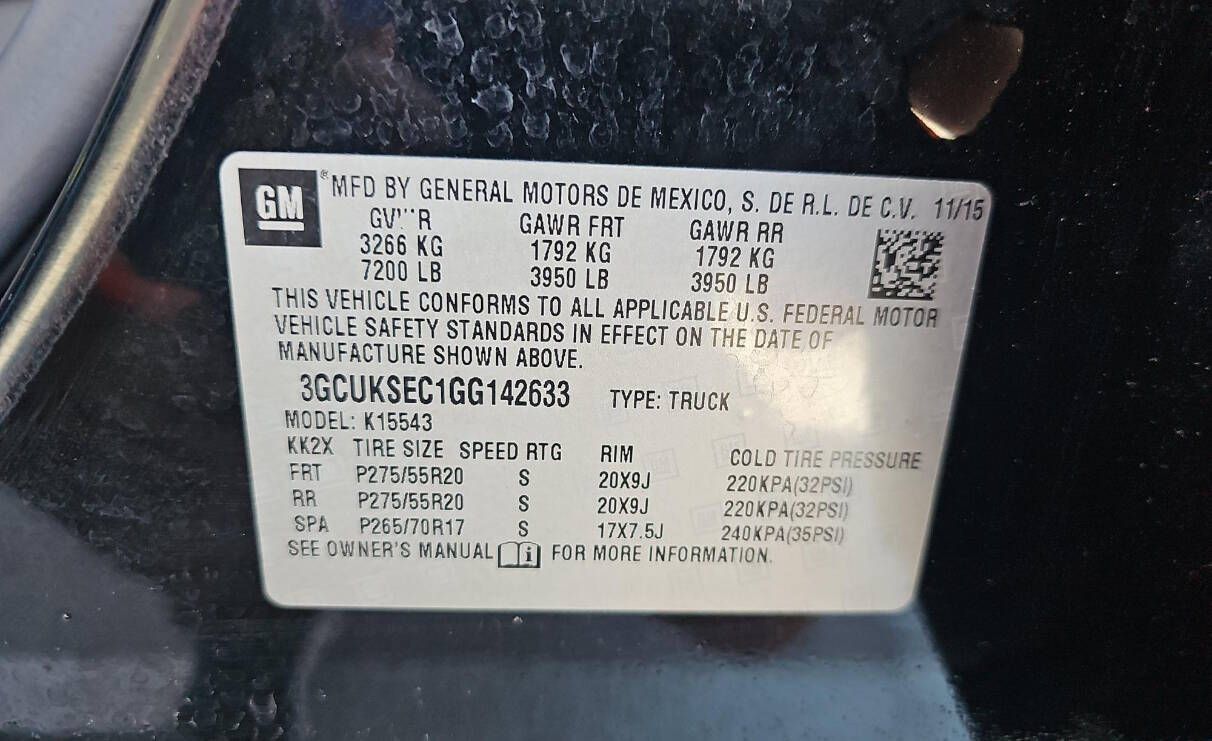 GM
® MFD BY GENERAL MOTORS DE MEXICO, S. DE R.L. DE C.V. 11/15
GVWR GAWR FRT GAWR RR
3266 KG 1792 KG 1792 KG
7200 LB 3950 LB 3950 LB
THIS VEHICLE CONFORMS TO ALL APPLICABLE U.S. FEDERAL MOTOR
VEHICLE SAFETY STANDARDS IN EFFECT ON THE DATE OF
MANUFACTURE SHOWN ABOVE.
3GCUKSEC1GG142633 TYPE: TRUCK
MODEL: K15543
KK2X TIRE SIZE SPEED RTG RIM COLD TIRE PRESSURE
FRT P275/55R20 S 20X9J 220KPA(32PSI)
RR P275/55R20 S 20X9J 220KPA(32PSI)
SPA P265/70R17 S 17X7.5J 240KPA(35PSI)
SEE OWNER'S MANUAL i FOR MORE INFORMATION.